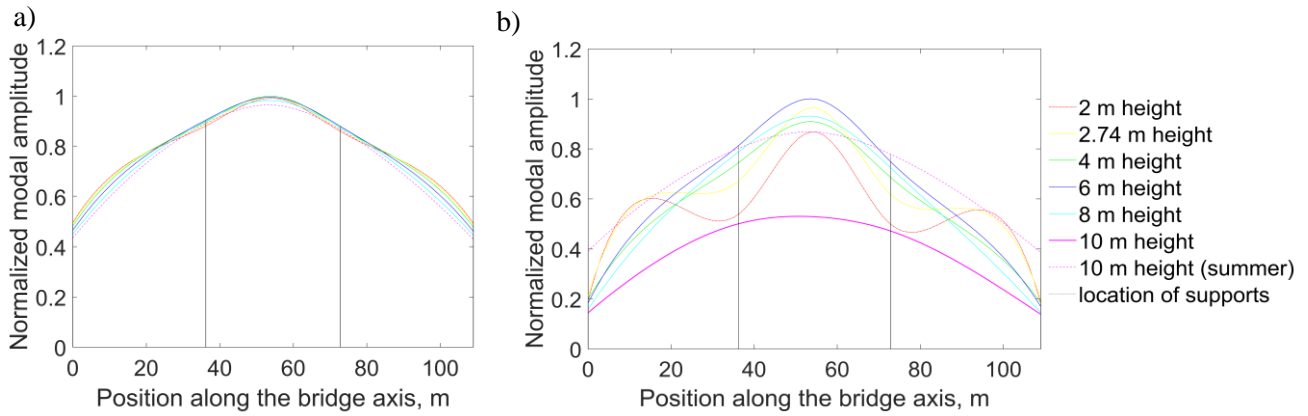 a)
Normalized modal amplitude
1.2
1
0.8
0.6
0.4
0.2
0
0 20 40 60 80 100
Position along the bridge axis, m
b)
Normalized modal amplitude
1.2
1
0.8
0.6
0.4
0.2
0
0 20 40 60 80 100
Position along the bridge axis, m
2 m height
2.74 m height
4 m height
6 m height
8 m height
10 m height
10 m height (summer)
location of supports